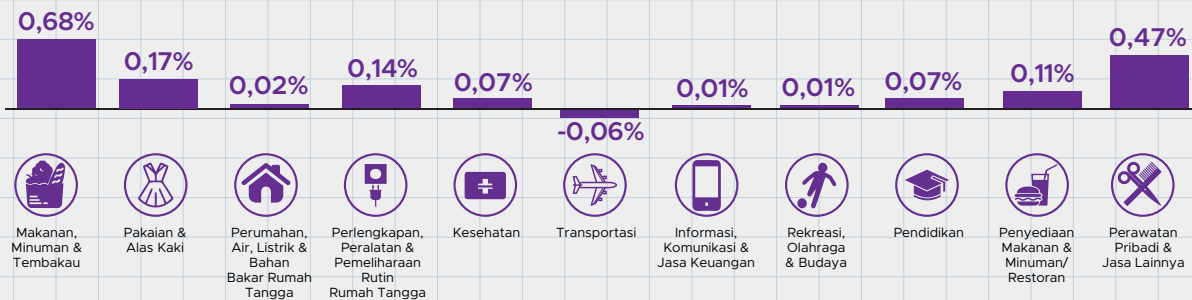 0,68%
0,17%
0,02%
0,14%
0,07%
-0,06%
0,01%
0,01%
0,07%
0,11%
0,47%
Makanan,
Minuman &
Tembakau
Pakaian &
Alas Kaki
Perumahan,
Air, Listrik &
Bahan
Bakar Rumah
Tangga
Perlengkapan,
Peralatan &
Pemeliharaan
Rutin
Rumah Tangga
Kesehatan
Transportasi
Informasi,
Komunikasi &
Jasa Keuangan
Rekreasi,
Olahraga
& Budaya
Pendidikan
Penyediaan
Makanan &
Minuman/
Restoran
Perawatan
Pribadi &
Jasa Lainnya